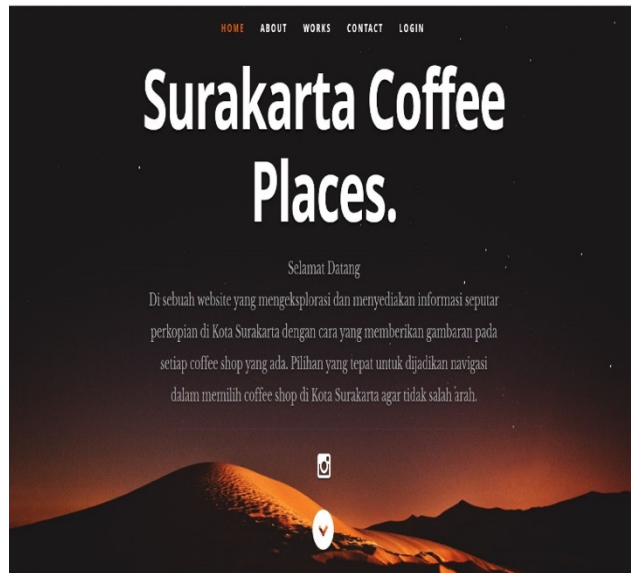 HOME ABOUT WORKS CONTACT LOGIN
Surakarta Coffee
Places.
Selamat Datang
Di sebuah website yang mengeksplorasi dan menyediakan informasi seputar
perkopian di Kota Surakarta dengan cara yang memberikan gambaran pada
setiap coffee shop yang ada. Pilihan yang tepat untuk dijadikan navigasi
dalam memilih coffee shop di Kota Surakarta agar tidak salah arah.